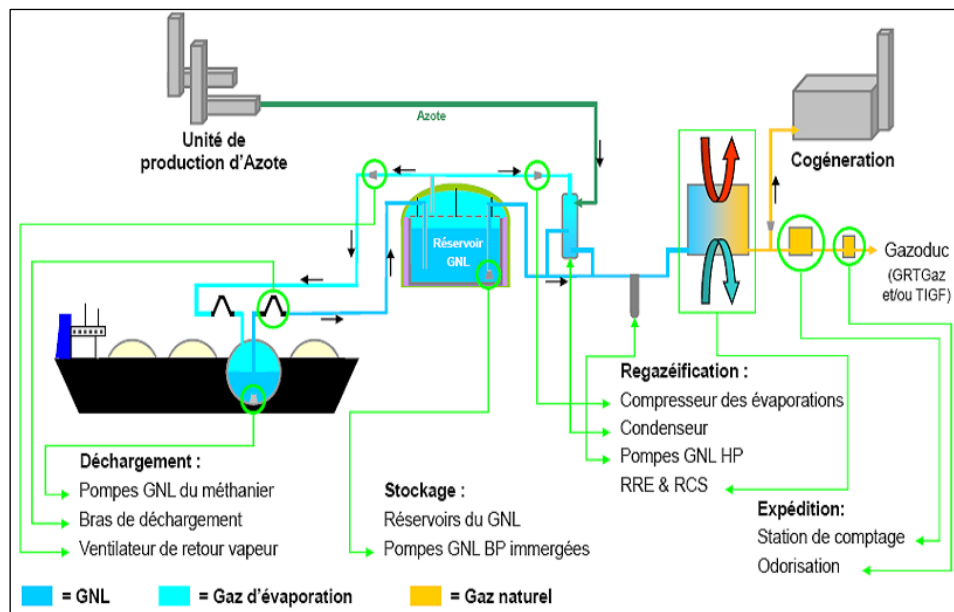 Azote
Unité de
production d'Azote
Cogéneration
Réservoir
GNL
Gazoduc
(GRTGaz
et/ou TIGF)
Regazéification :
Compresseur des évaporations
Condenseur
Pompes GNL HP
RRE & RCS
Déchargement :
Pompes GNL du méthanier
Bras de déchargement
Ventilateur de retour vapeur
Stockage :
Réservoirs du GNL
Pompes GNL BP immergées
Expédition:
Station de comptage
Odorisation
= GNL
= Gaz d'évaporation
= Gaz naturel